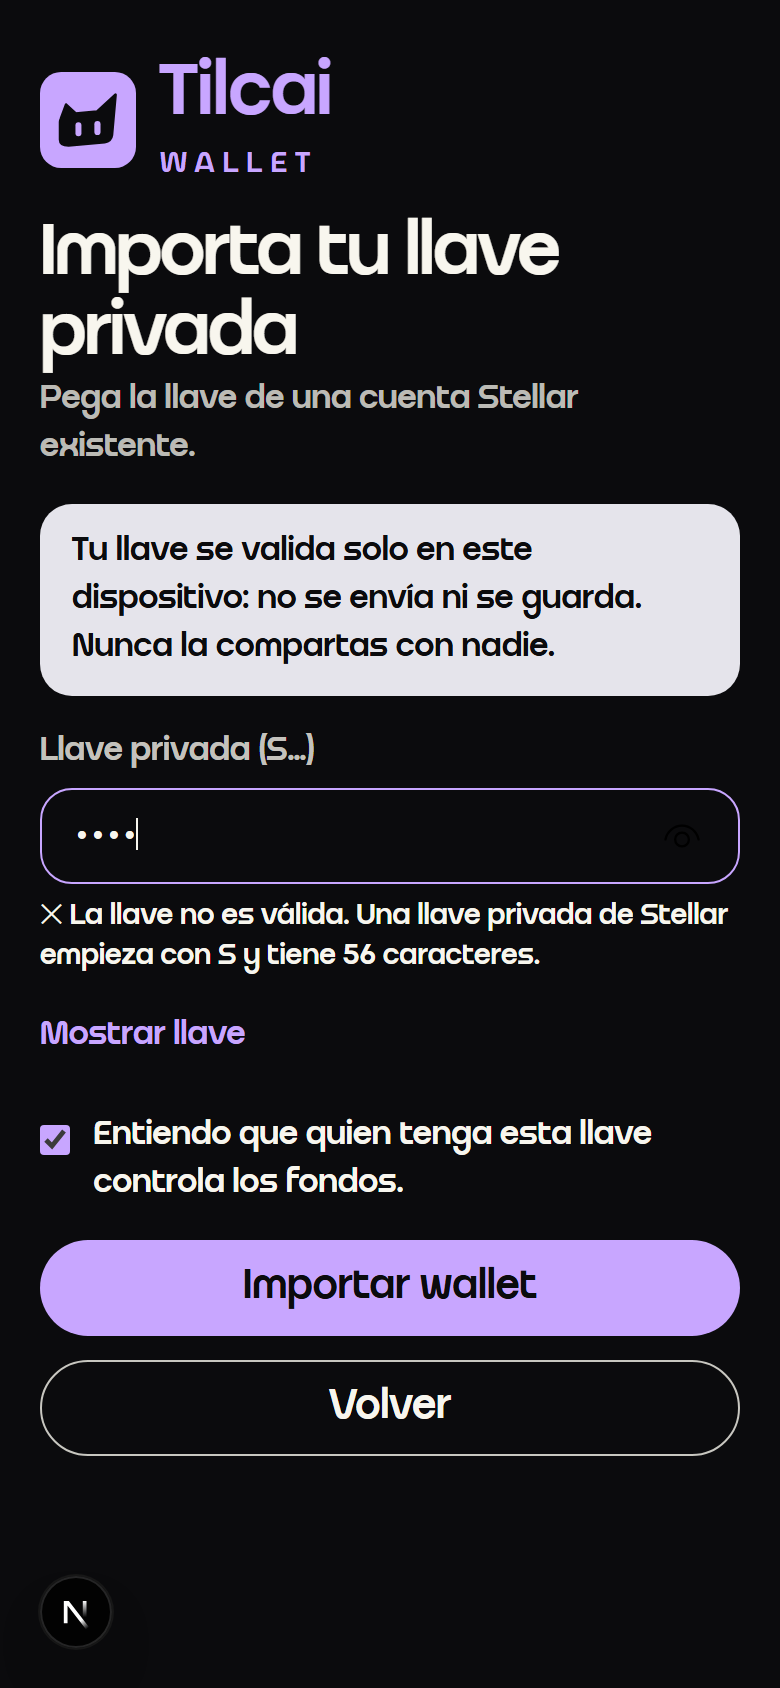 Tilcai
WALLET
Importa tu llave
privada
Pega la llave de una cuenta Stellar
existente.
Tu llave se valida solo en este
dispositivo: no se envía ni se guarda.
Nunca la compartas con nadie.
Llave privada (S...)
••••
× La llave no es válida. Una llave privada de Stellar
empieza con S y tiene 56 caracteres.
Mostrar llave
Entiendo que quien tenga esta llave
controla los fondos.
Importar wallet
Volver
N